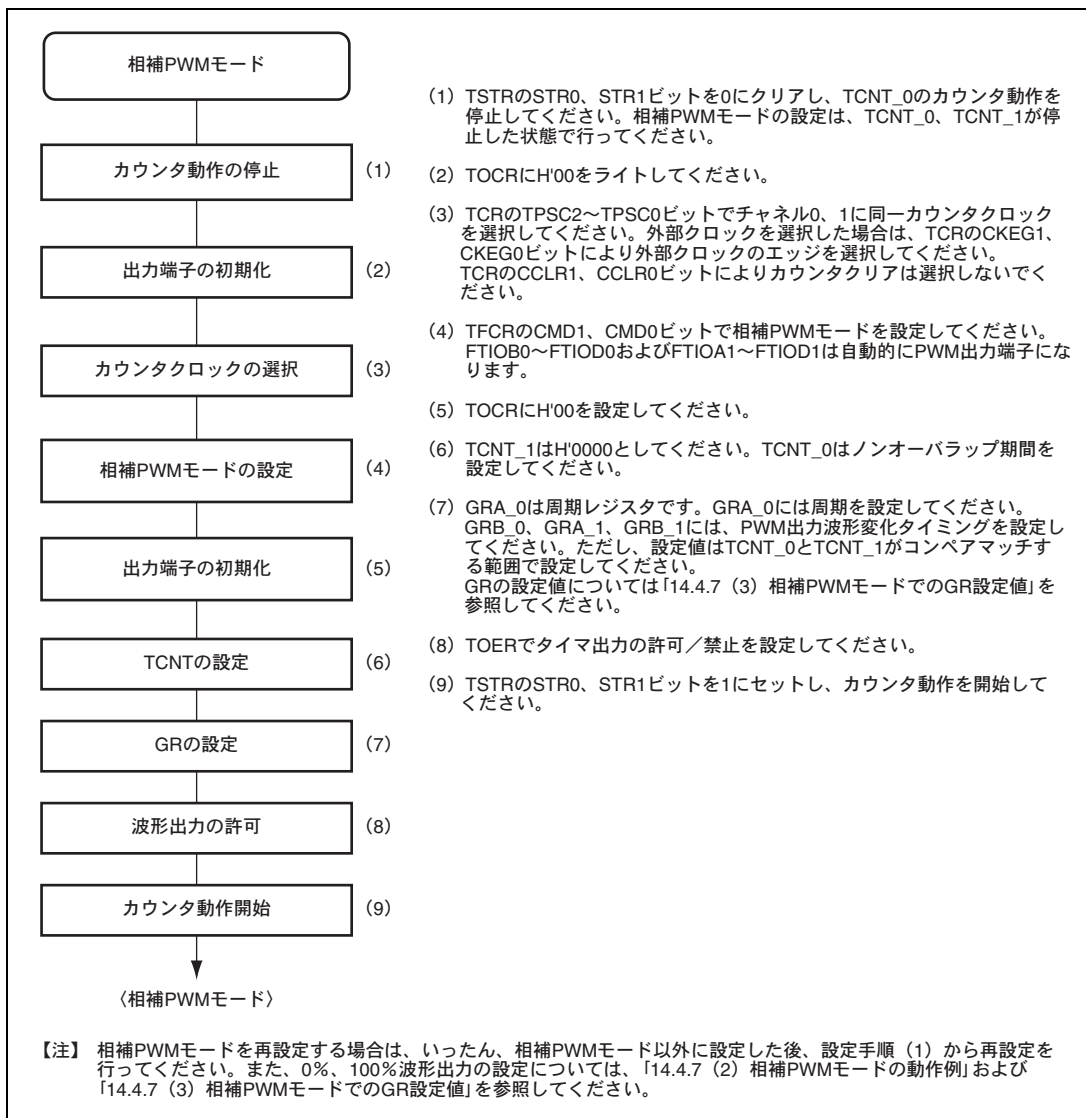 相補PWMモード
カウンタ動作の停止 (1)
出力端子の初期化 (2)
カウンタクロックの選択 (3)
相補PWMモードの設定 (4)
出力端子の初期化 (5)
TCNTの設定 (6)
GRの設定 (7)
波形出力の許可 (8)
カウンタ動作開始 (9)
〈相補PWMモード〉
(1) TSTRのSTR0、STR1ビットを0にクリアし、TCNT_0のカウンタ動作を
停止してください。相補PWMモードの設定は、TCNT_0、TCNT_1が停
止した状態で行ってください。
(2) TOCRにH'00をライトしてください。
(3) TCRのTPSC2～TPSC0ビットでチャネル0、1に同一カウンタクロック
を選択してください。外部クロックを選択した場合は、TCRのCKEG1、
CKEG0ビットにより外部クロックのエッジを選択してください。
TCRのCCLR1、CCLR0ビットによりカウンタクリアは選択しないでく
ださい。
(4) TFCRのCMD1、CMD0ビットで相補PWMモードを設定してください。
FTIOB0～FTIOD0およびFTIOA1～FTIOD1は自動的にPWM出力端子にな
ります。
(5) TOCRにH'00を設定してください。
(6) TCNT_1はH'0000としてください。TCNT_0はノンオーバラップ期間を
設定してください。
(7) GRA_0は周期レジスタです。GRA_0には周期を設定してください。
GRB_0、GRA_1、GRB_1には、PWM出力波形変化タイミングを設定し
てください。ただし、設定値はTCNT_0とTCNT_1がコンペアマッチす
る範囲で設定してください。
GRの設定値については「14.4.7（3）相補PWMモードでのGR設定値」を
参照してください。
(8) TOERでタイマ出力の許可／禁止を設定してください。
(9) TSTRのSTR0、STR1ビットを1にセットし、カウンタ動作を開始して
ください。
【注】 相補PWMモードを再設定する場合は、いったん、相補PWMモード以外に設定した後、設定手順（1）から再設定を
行ってください。また、0％、100％波形出力の設定については、「14.4.7（2）相補PWMモードの動作例」および
「14.4.7（3）相補PWMモードでのGR設定値」を参照してください。